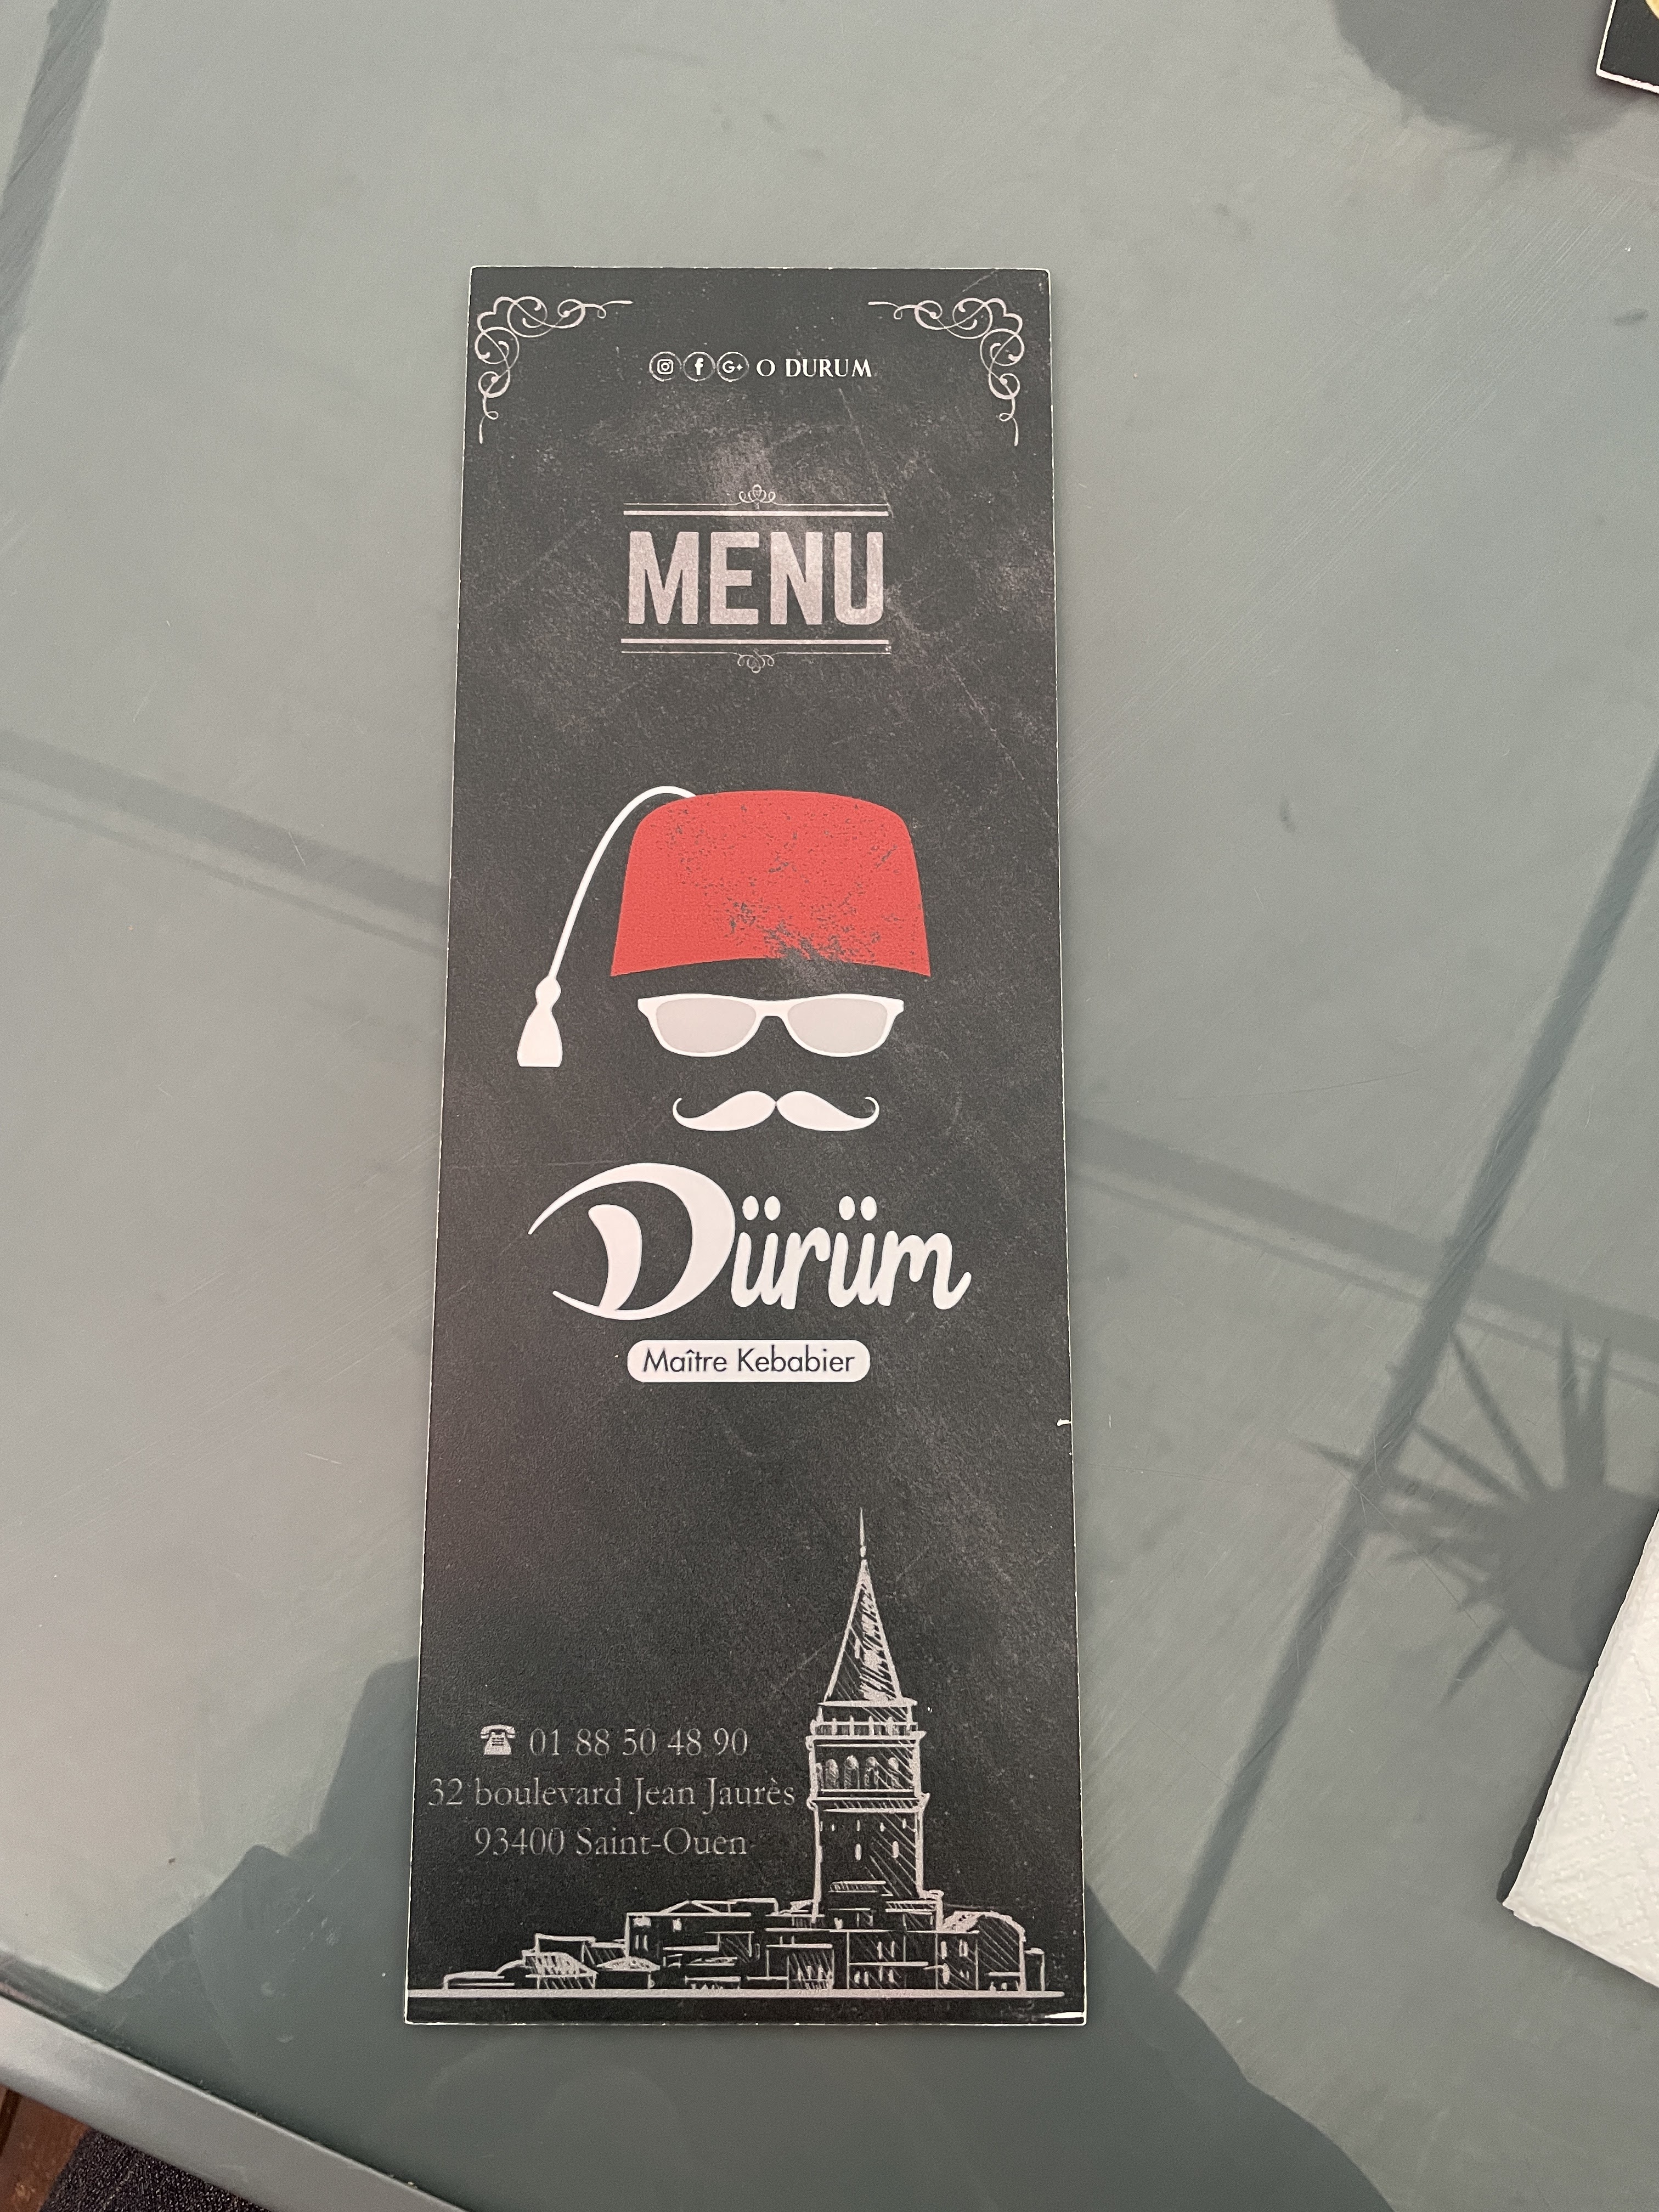 O DURUM
MENU
Dürüm
Maître Kebabier
01 88 50 48 90
32 boulevard Jean Jaurès
93400 Saint-Ouen